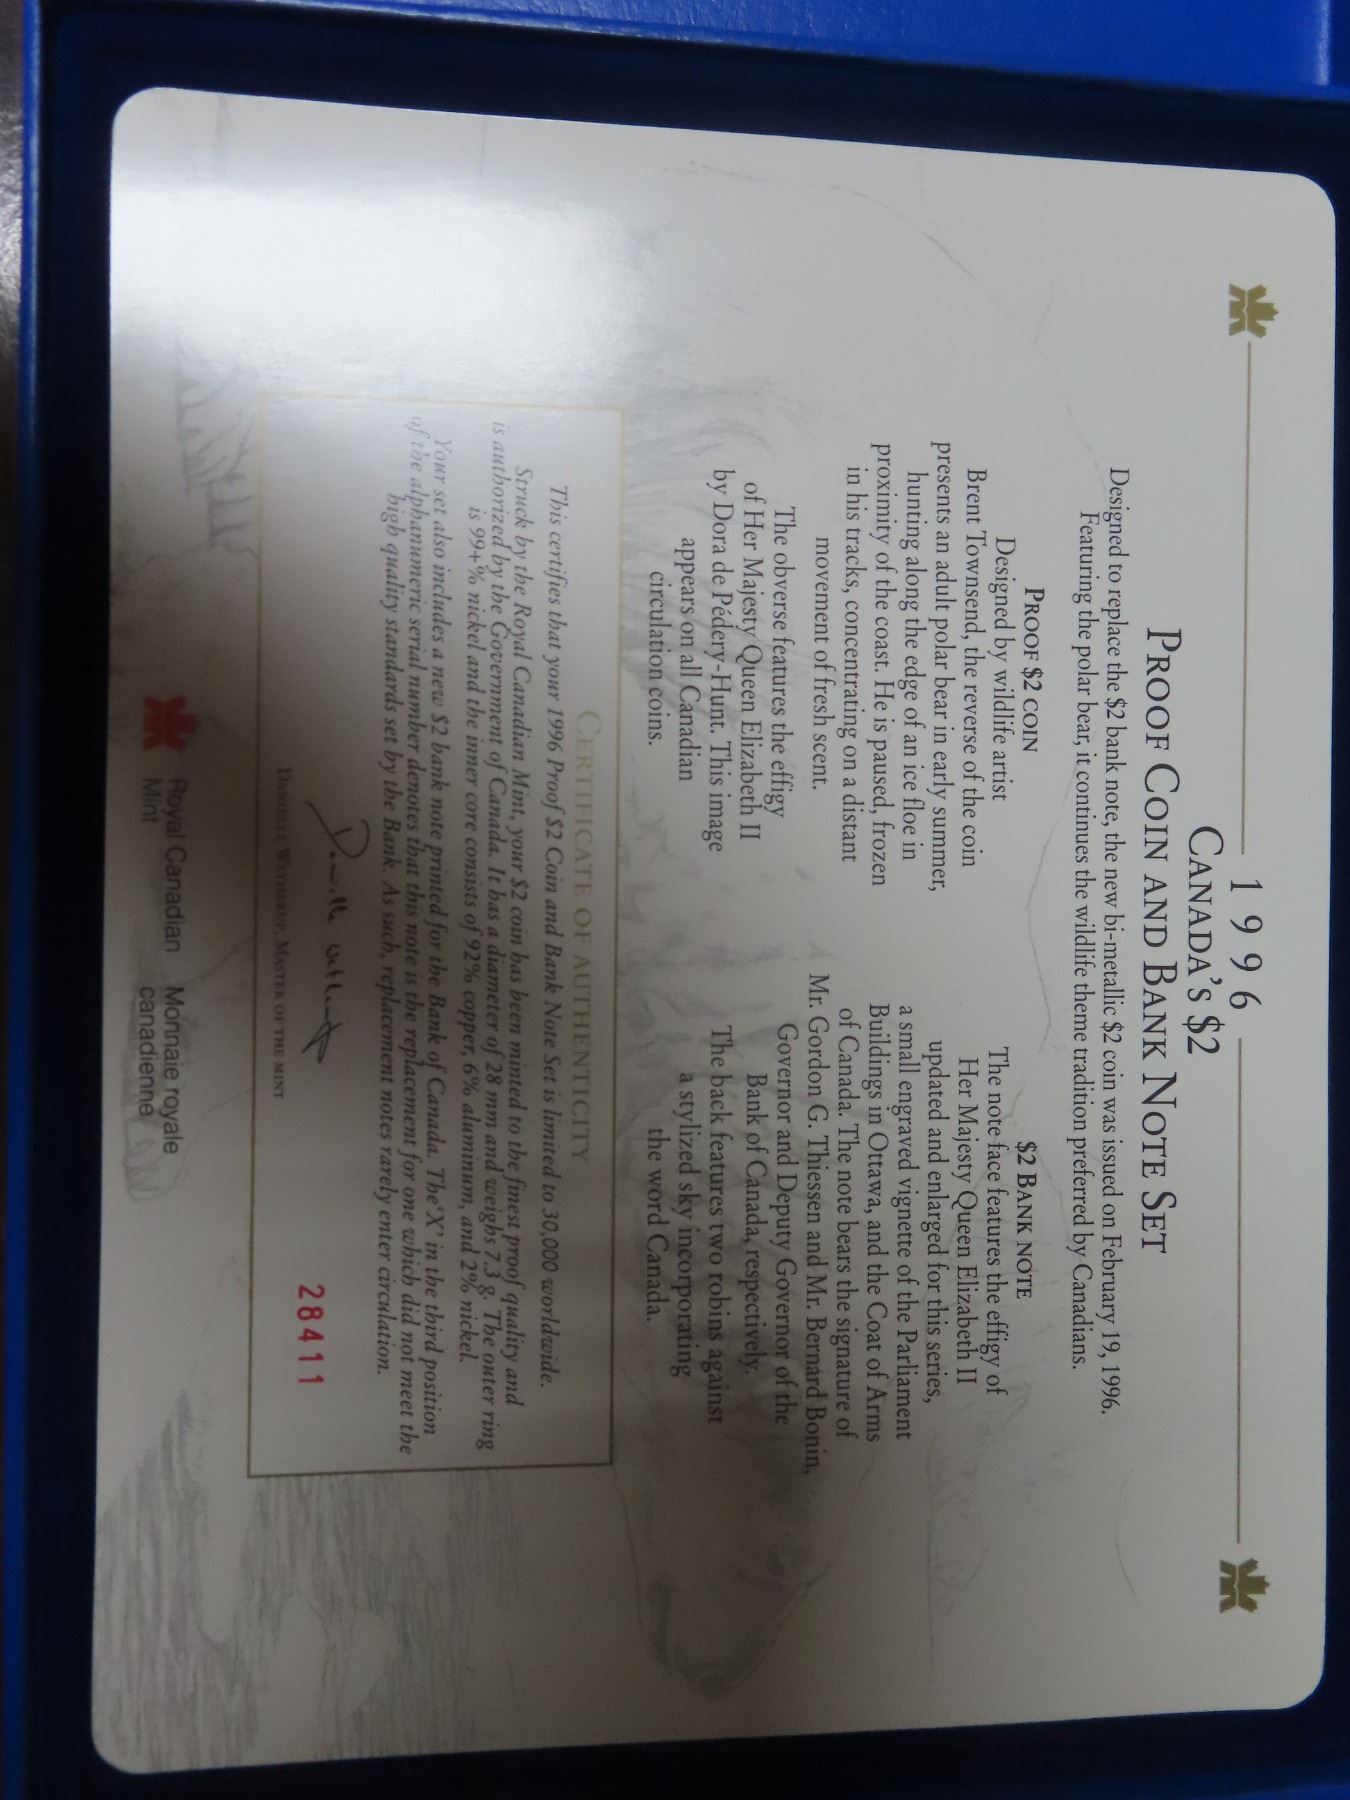 1996
CANADA'S $2
PROOF COIN AND BANK NOTE SET
Designed to replace the $2 bank note, the new bi-metallic $2 coin was issued on February 19, 1996.
Featuring the polar bear, it continues the wildlife theme tradition preferred by Canadians.
PROOF $2 COIN
Designed by wildlife artist
Brent Townsend, the reverse of the coin
presents an adult polar bear in early summer,
hunting along the edge of an ice floe in
proximity of the coast. He is paused, frozen
in his tracks, concentrating on a distant
movement of fresh scent.
The obverse features the effigy
of Her Majesty Queen Elizabeth II
by Dora de Pédery-Hunt. This image
appears on all Canadian
circulation coins.
$2 BANK NOTE
The note face features the effigy of
Her Majesty Queen Elizabeth II
updated and enlarged for this series,
a small engraved vignette of the Parliament
Buildings in Ottawa, and the Coat of Arms
of Canada. The note bears the signature of
Mr. Gordon G. Thiessen and Mr. Bernard Bonin,
Governor and Deputy Governor of the
Bank of Canada, respectively.
The back features two robins against
a stylized sky incorporating
the word Canada.
CERTIFICATE OF AUTHENTICITY
This certifies that your 1996 Proof $2 Coin and Bank Note Set is limited to 30,000 worldwide.
Struck by the Royal Canadian Mint, your $2 coin has been minted to the finest proof quality and
is authorized by the Government of Canada. It has a diameter of 28 mm and weighs 7.3 g. The outer ring
is 99+% nickel and the inner core consists of 92% copper, 6% aluminum, and 2% nickel.
Your set also includes a new $2 bank note printed for the Bank of Canada. The 'X' in the third position
of the alphanumeric serial number denotes that this note is the replacement for one which did not meet the
high quality standards set by the Bank. As such, replacement notes rarely enter circulation.
28411
DANIELLE WETHERUP, MASTER OF THE MINT
Royal Canadian Mint
Monnaie royale canadienne